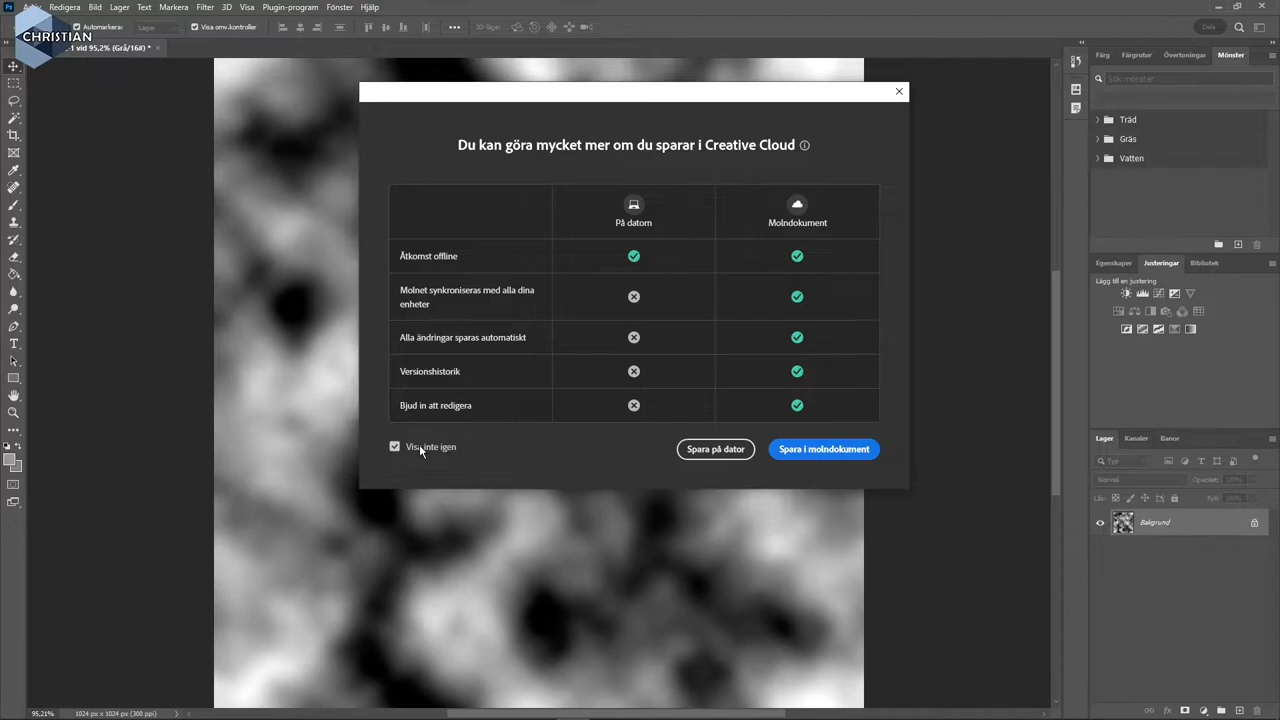 Arkiv Redigera Bild Lager Text Markera Filter 3D Visa Plugin-program Fönster Hjälp
CHRISTIAN
Automarkera: Lager Visa omv.kontroller 3D-läge: Dela
1 vid 95,2% (Grå/16#) *
Färg Färgrutor Övertoningar Mönster
Sök mönster
Träd
Gräs
Vatten
Du kan göra mycket mer om du sparar i Creative Cloud
På datorn Molndokument
Åtkomst offline
Molnet synkroniseras med alla dina
enheter
Alla ändringar sparas automatiskt
Versionshistorik
Bjud in att redigera
Visa inte igen
Spara på dator Spara i molndokument
Egenskaper Justeringar Bibliotek
Lägg till en justering
Lager Kanaler Banor
Typ
Normal Opacitet: 100%
Lås: Fyll: 100%
Bakgrund
95,21% 1024 px x 1024 px (300 ppi)